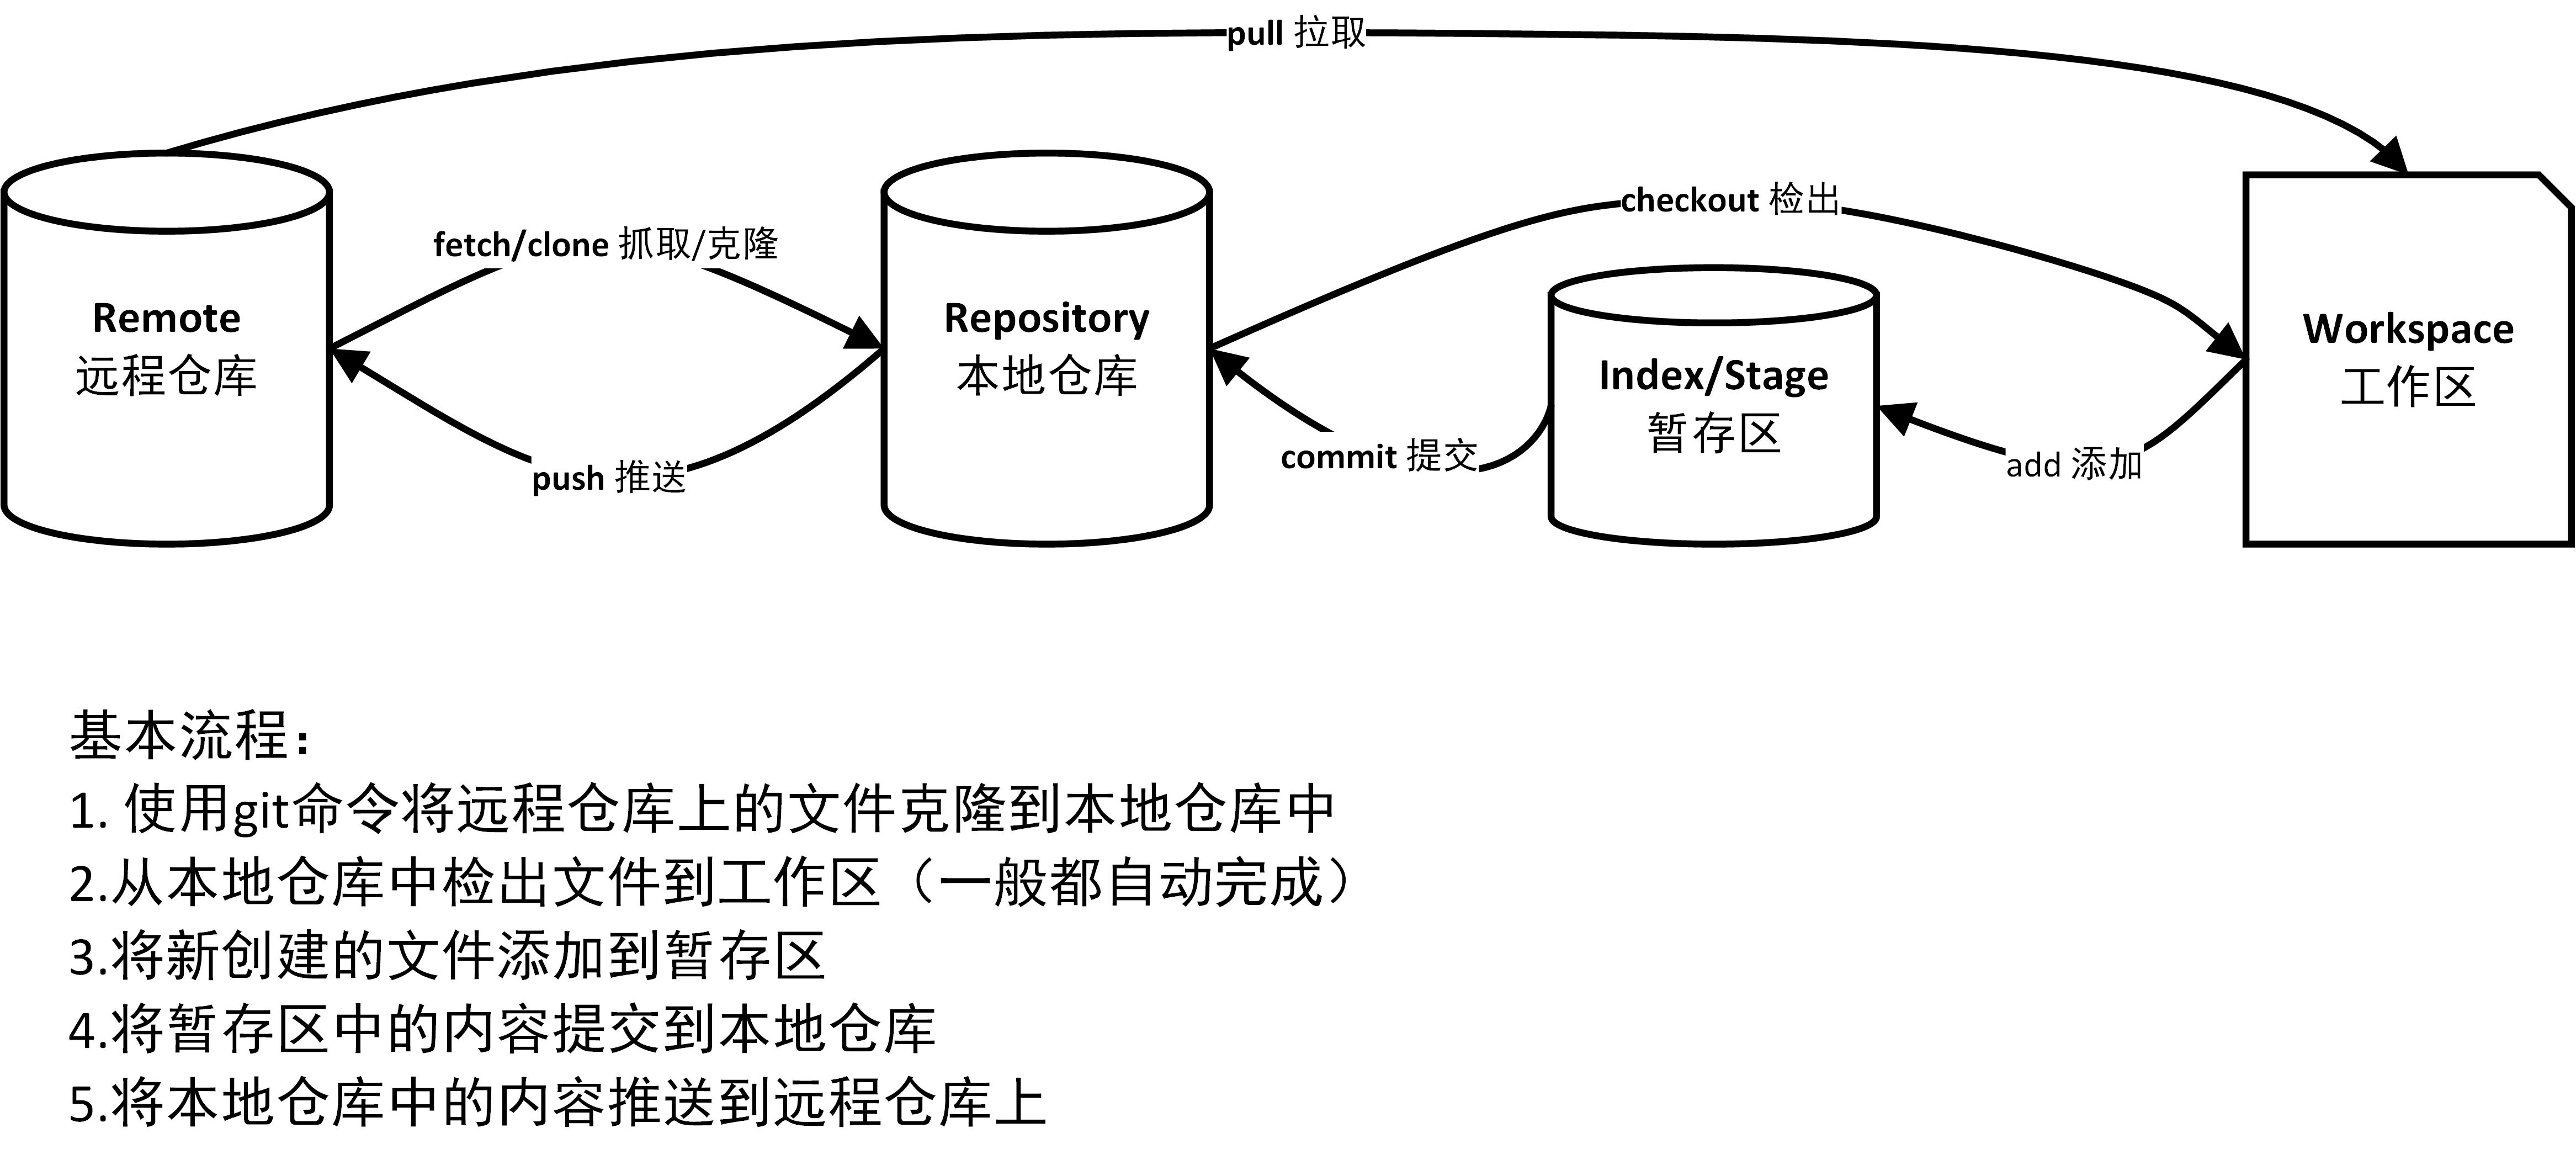 pull 拉取
fetch/clone 抓取/克隆
checkout 检出
Remote
远程仓库
Repository
本地仓库
Index/Stage
暂存区
Workspace
工作区
push 推送
commit 提交
add 添加
基本流程：
1. 使用git命令将远程仓库上的文件克隆到本地仓库中
2.从本地仓库中检出文件到工作区（一般都自动完成）
3.将新创建的文件添加到暂存区
4.将暂存区中的内容提交到本地仓库
5.将本地仓库中的内容推送到远程仓库上